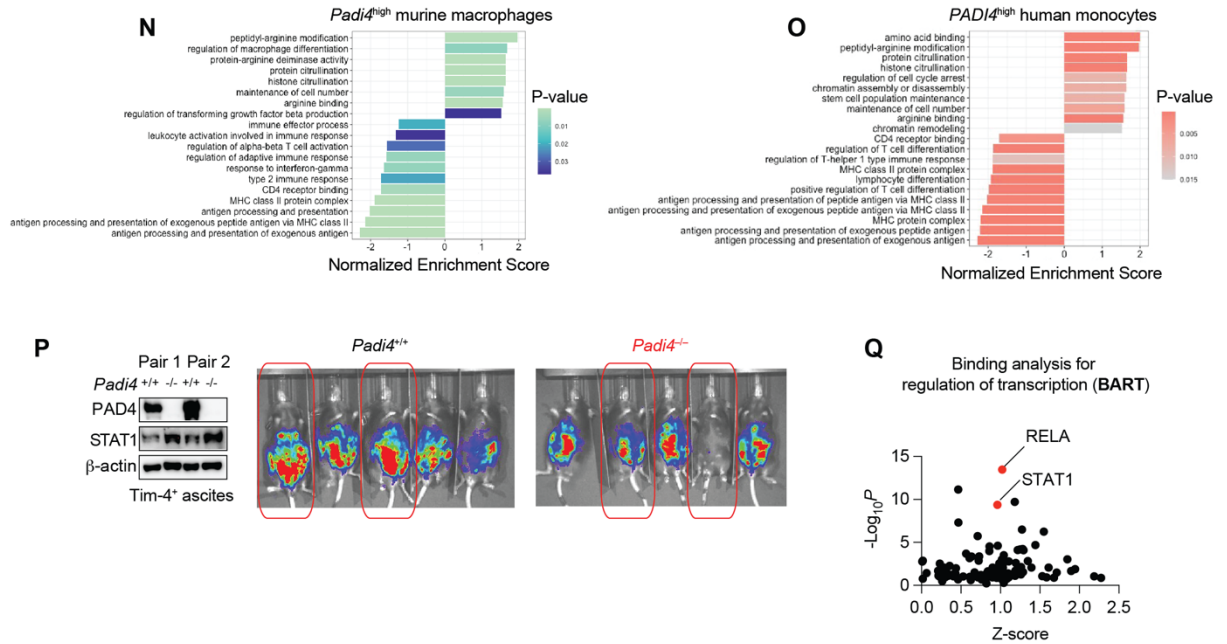 N
Padi4high murine macrophages
peptidyl-arginine modification
regulation of macrophage differentiation
protein-arginine deiminase activity
protein citrullination
histone citrullination
maintenance of cell number
arginine binding
regulation of transforming growth factor beta production
immune effector process
leukocyte activation involved in immune response
regulation of alpha-beta T cell activation
regulation of adaptive immune response
response to interferon-gamma
type 2 immune response
CD4 receptor binding
MHC class II protein complex
antigen processing and presentation
antigen processing and presentation of exogenous peptide antigen via MHC class II
antigen processing and presentation of exogenous antigen
-2 -1 0 1 2
Normalized Enrichment Score
P-value
0.01
0.02
0.03
O
PADI4high human monocytes
amino acid binding
peptidyl-arginine modification
protein citrullination
histone citrullination
regulation of cell cycle arrest
chromatin assembly or disassembly
stem cell population maintenance
maintenance of cell number
arginine binding
chromatin remodeling
CD4 receptor binding
regulation of T cell differentiation
regulation of T-helper 1 type immune response
MHC class II protein complex
lymphocyte differentiation
positive regulation of T cell differentiation
antigen processing and presentation of peptide antigen via MHC class II
antigen processing and presentation of exogenous peptide antigen via MHC class II
MHC protein complex
antigen processing and presentation of exogenous peptide antigen
antigen processing and presentation of exogenous antigen
-2 -1 0 1 2
Normalized Enrichment Score
P-value
0.005
0.010
0.015
P
Pair 1 Pair 2
Padi4 +/+ -/- +/+ -/-
PAD4
STAT1
β-actin
Tim-4+ ascites
Padi4+/+
Padi4–/–
Q
Binding analysis for
regulation of transcription (BART)
RELA
STAT1
15
10
5
0
-Log10P
0.0 0.5 1.0 1.5 2.0 2.5
Z-score